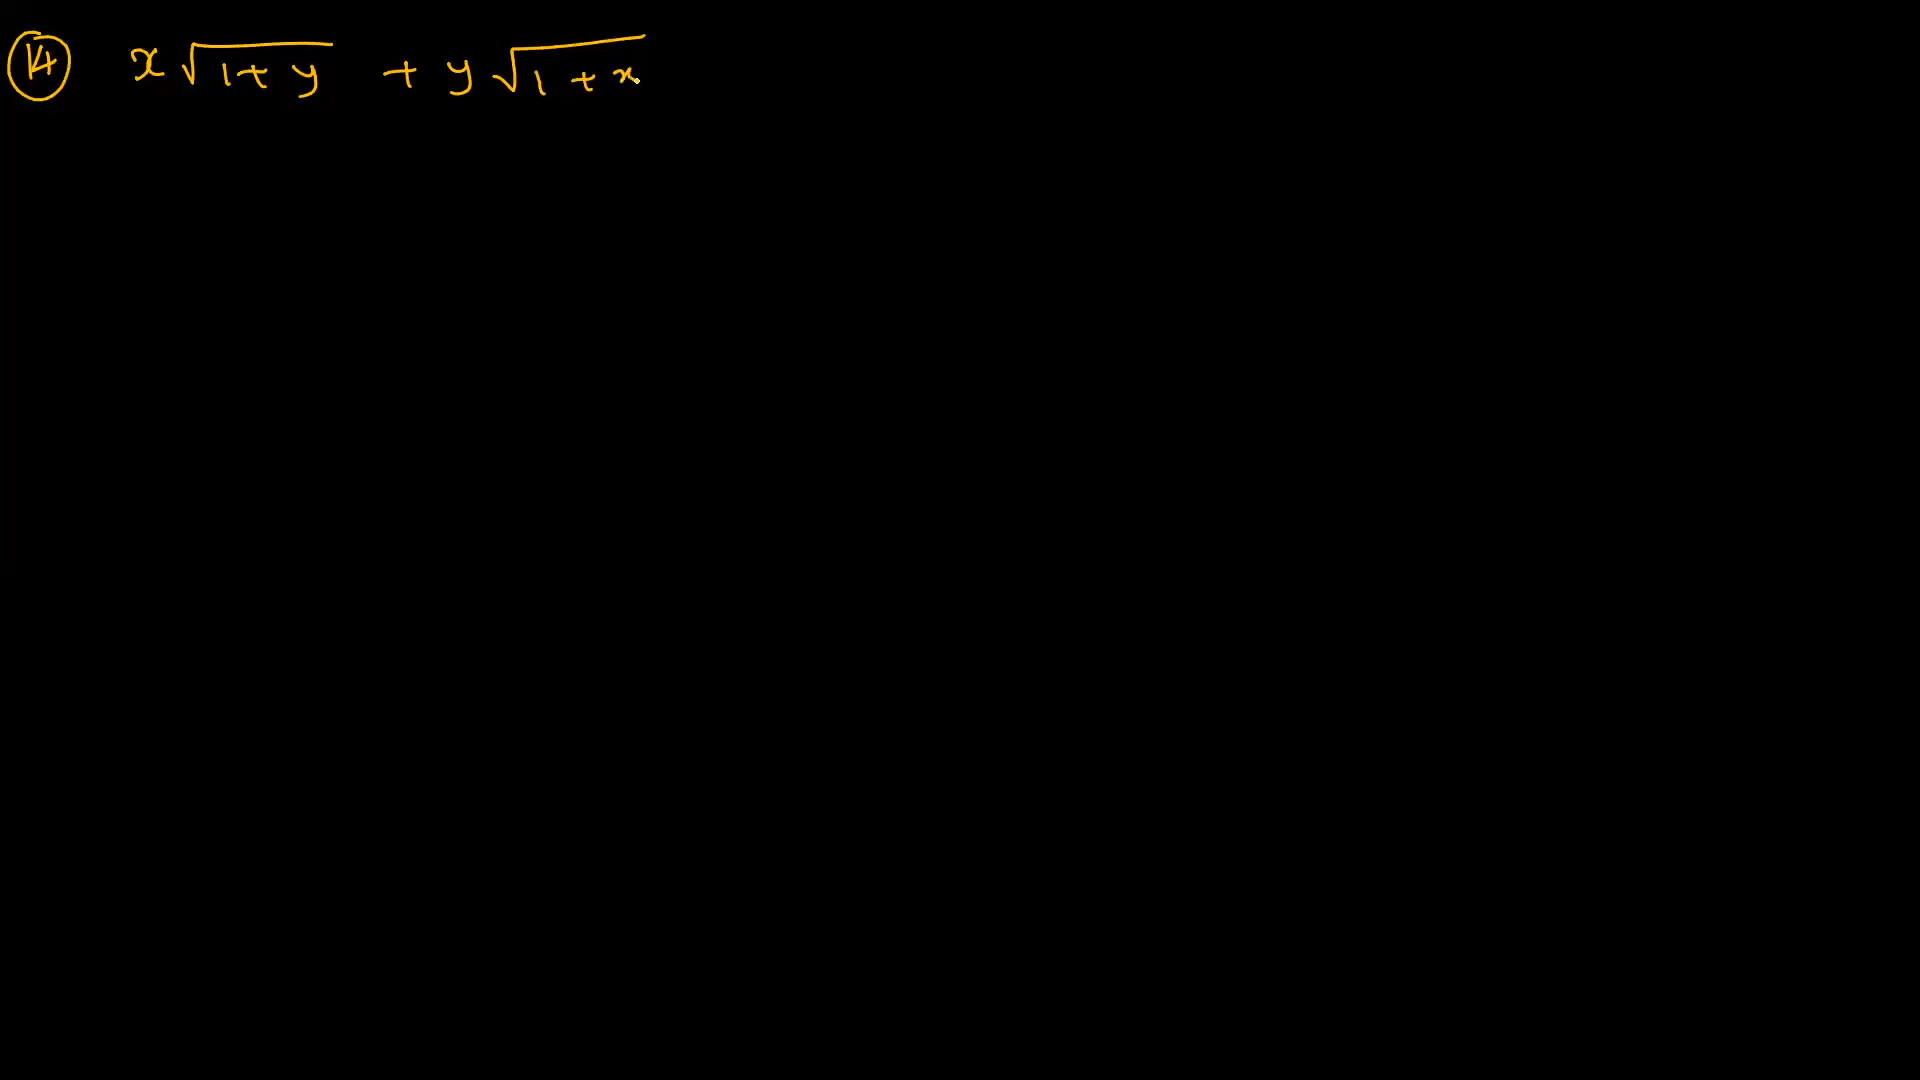 ⑭ x√(1+y) + y√(1+x)